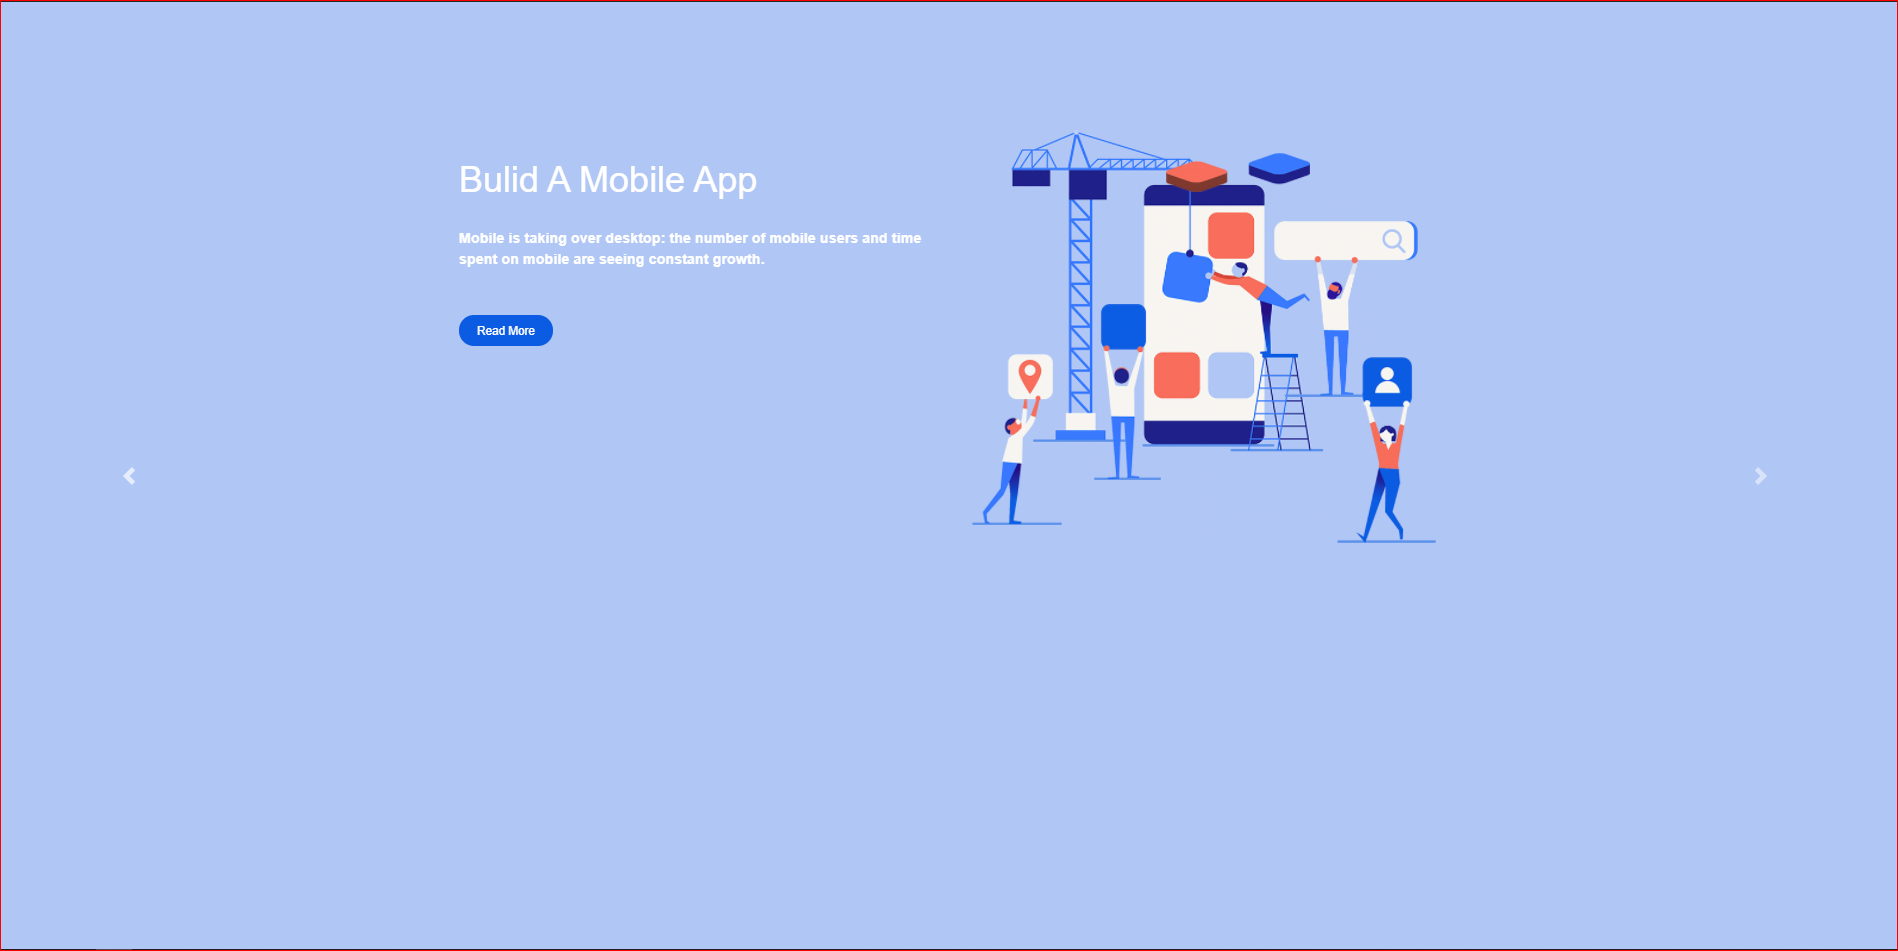 Bulid A Mobile App
Mobile is taking over desktop: the number of mobile users and time
spent on mobile are seeing constant growth.
Read More